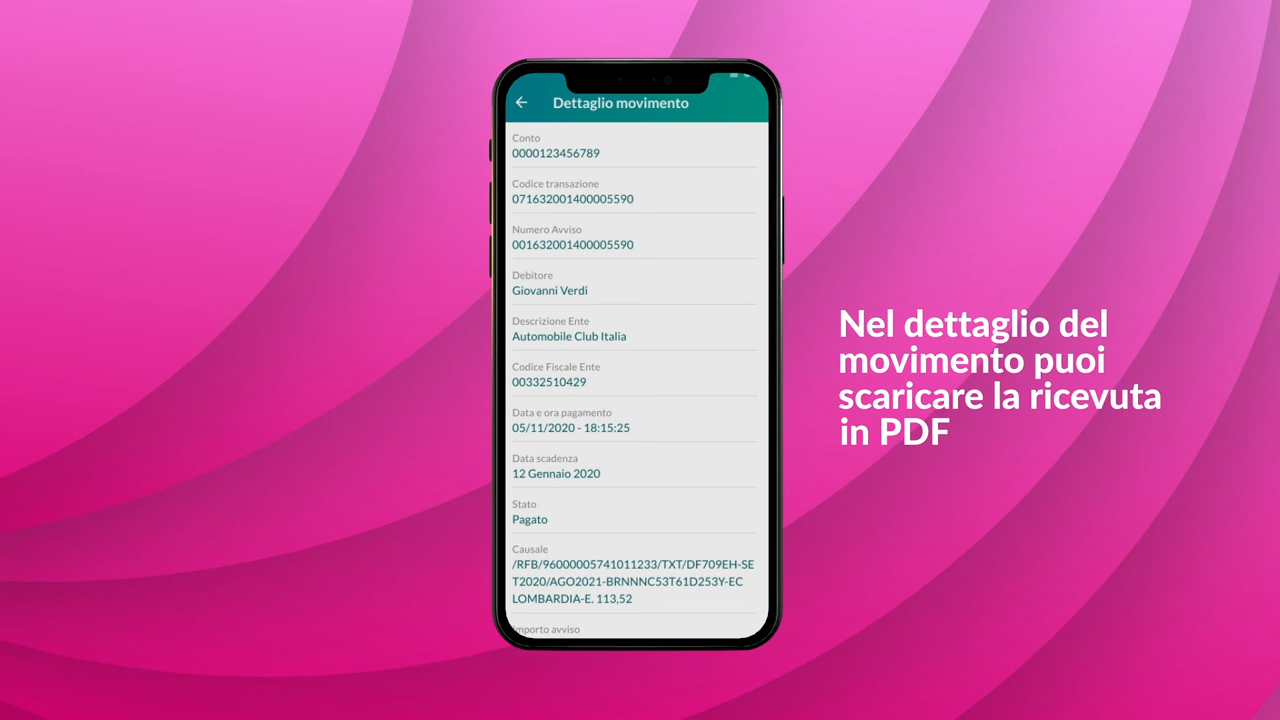 Dettaglio movimento
Conto
0000123456789
Codice transazione
071632001400005590
Numero Avviso
001632001400005590
Debitore
Giovanni Verdi
Descrizione Ente
Automobile Club Italia
Codice Fiscale Ente
00332510429
Data e ora pagamento
05/11/2020 - 18:15:25
Data scadenza
12 Gennaio 2020
Stato
Pagato
Causale
/RFB/96000005741011233/TXT/DF709EH-SE
T2020/AGO2021-BRNNNC53T61D253Y-EC
LOMBARDIA-E. 113,52
Importo avviso
Nel dettaglio del
movimento puoi
scaricare la ricevuta
in PDF